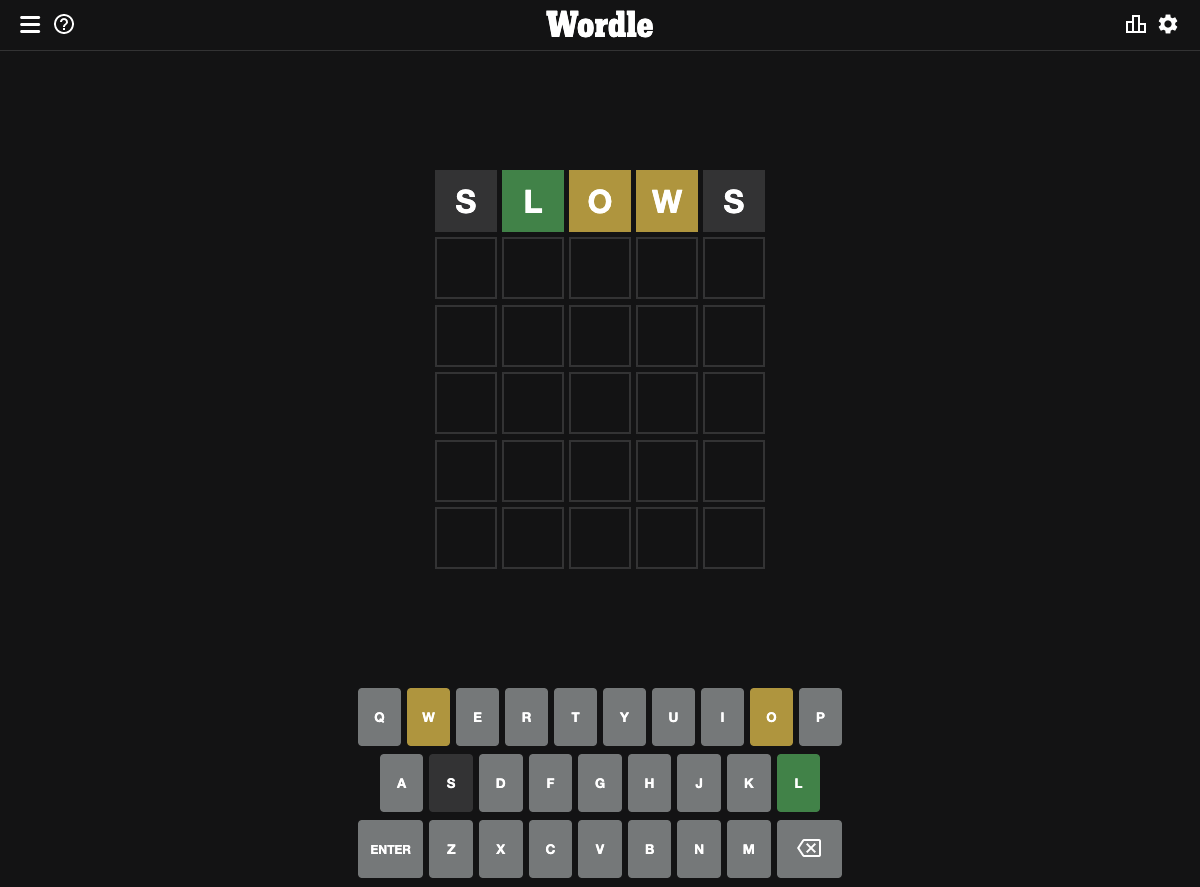 Wordle
S L O W S
Q W E R T Y U I O P
A S D F G H J K L
ENTER Z X C V B N M